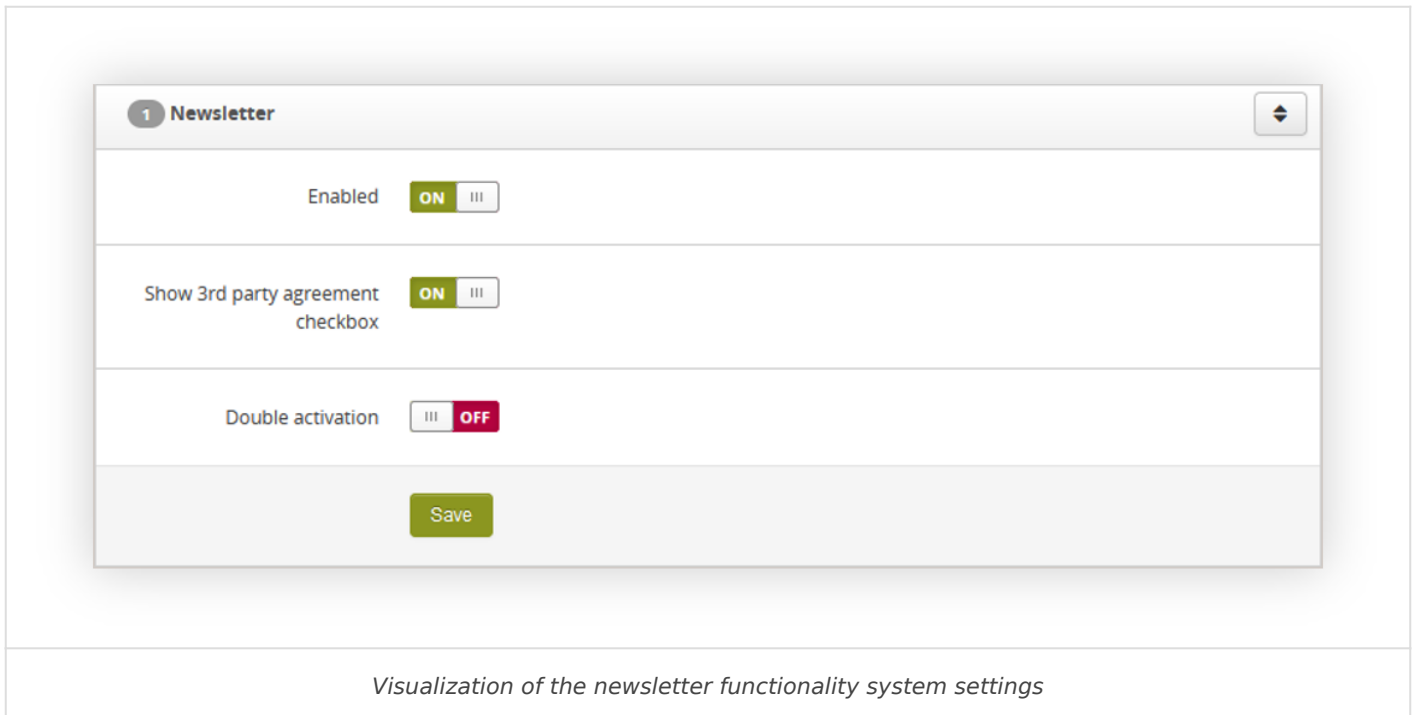 1 Newsletter
Enabled ON
Show 3rd party agreement ON
checkbox
Double activation OFF
Save
Visualization of the newsletter functionality system settings